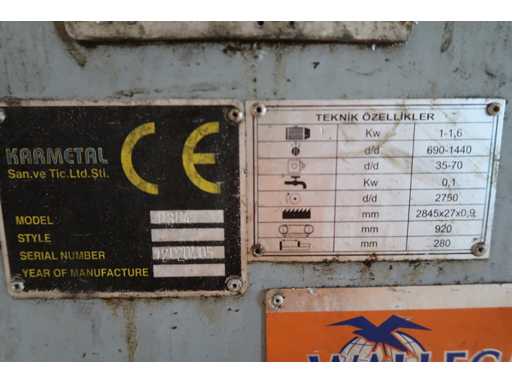 KARMETAL
San.ve Tic.Ltd.Şti.
CE
MODEL
STYLE
SERIAL NUMBER
YEAR OF MANUFACTURE
TEKNİK ÖZELLİKLER
Kw 1-1,6
d/d 690-1440
d/d 35-70
Kw 0,1
d/d 2750
mm 2845x27x0,9
mm 920
mm 280